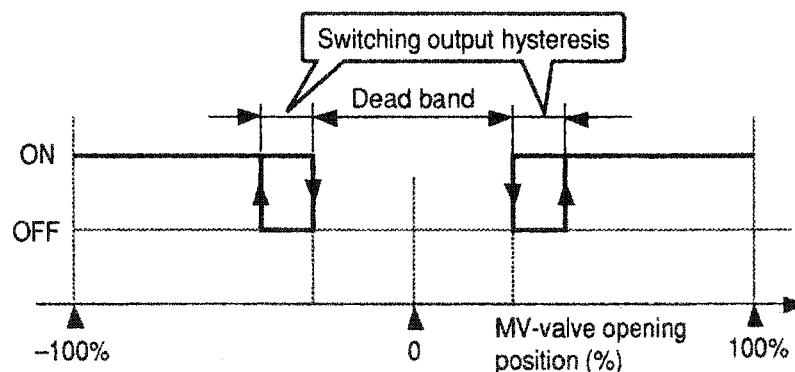 Switching output hysteresis
Dead band
ON
OFF
MV-valve opening
position (%)
–100%
0
100%